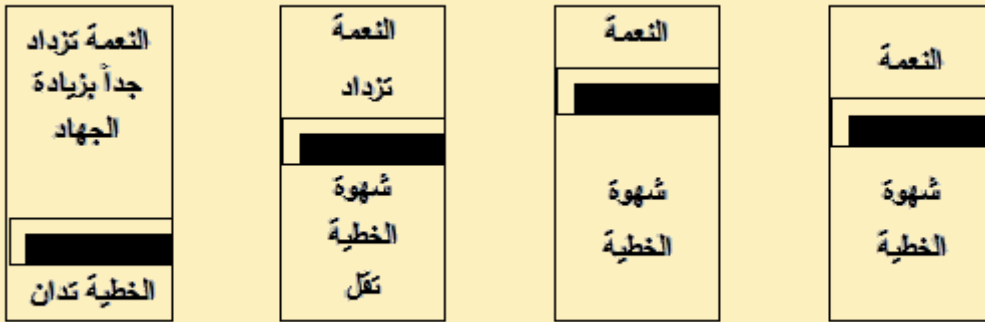 النعمة
شهوة
الخطية
النعمة
شهوة
الخطية
النعمة
تزداد
شهوة
الخطية
تقل
النعمة تزداد
جداً بزيادة
الجهاد
الخطية تدان